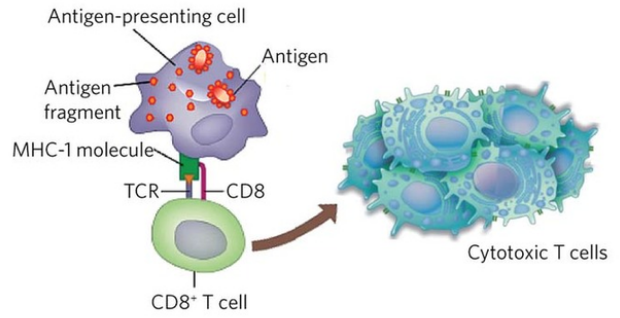 Antigen-presenting cell
Antigen
Antigen
fragment
MHC-1 molecule
TCR
CD8
Cytotoxic T cells
CD8⁺ T cell